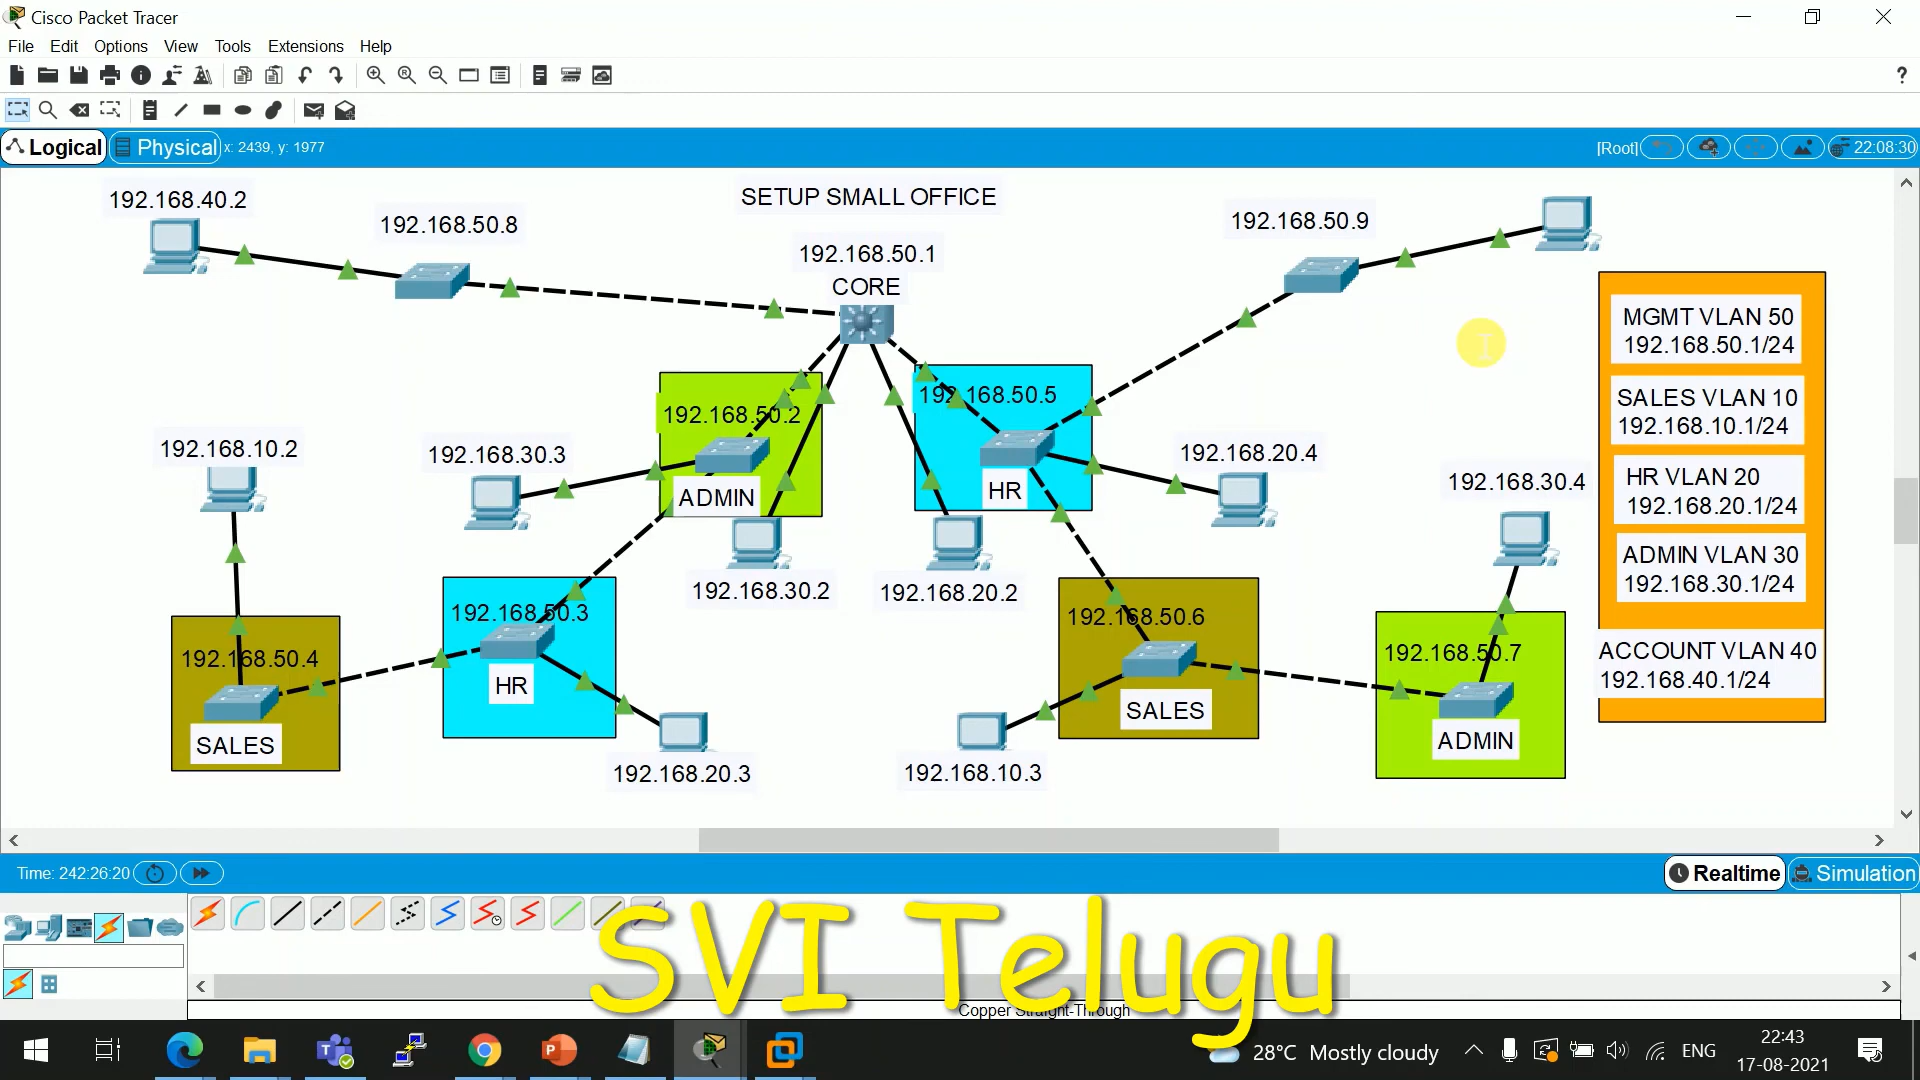 Cisco Packet Tracer
File Edit Options View Tools Extensions Help
?
Logical Physical x: 2439, y: 1977 [Root] 22:08:30
192.168.40.2
192.168.50.8
SETUP SMALL OFFICE
192.168.50.1
CORE
192.168.50.9
MGMT VLAN 50
192.168.50.1/24
SALES VLAN 10
192.168.10.1/24
HR VLAN 20
192.168.20.1/24
ADMIN VLAN 30
192.168.30.1/24
ACCOUNT VLAN 40
192.168.40.1/24
192.168.50.2
ADMIN
192.168.50.5
HR
192.168.10.2
192.168.30.3
192.168.20.4
192.168.30.4
192.168.30.2
192.168.20.2
192.168.50.4
SALES
192.168.50.3
HR
192.168.50.6
SALES
192.168.50.7
ADMIN
192.168.20.3
192.168.10.3
Time: 242:26:20 Realtime Simulation
SVI Telugu
Copper Straight-Through
28°C Mostly cloudy ENG 22:43
17-08-2021